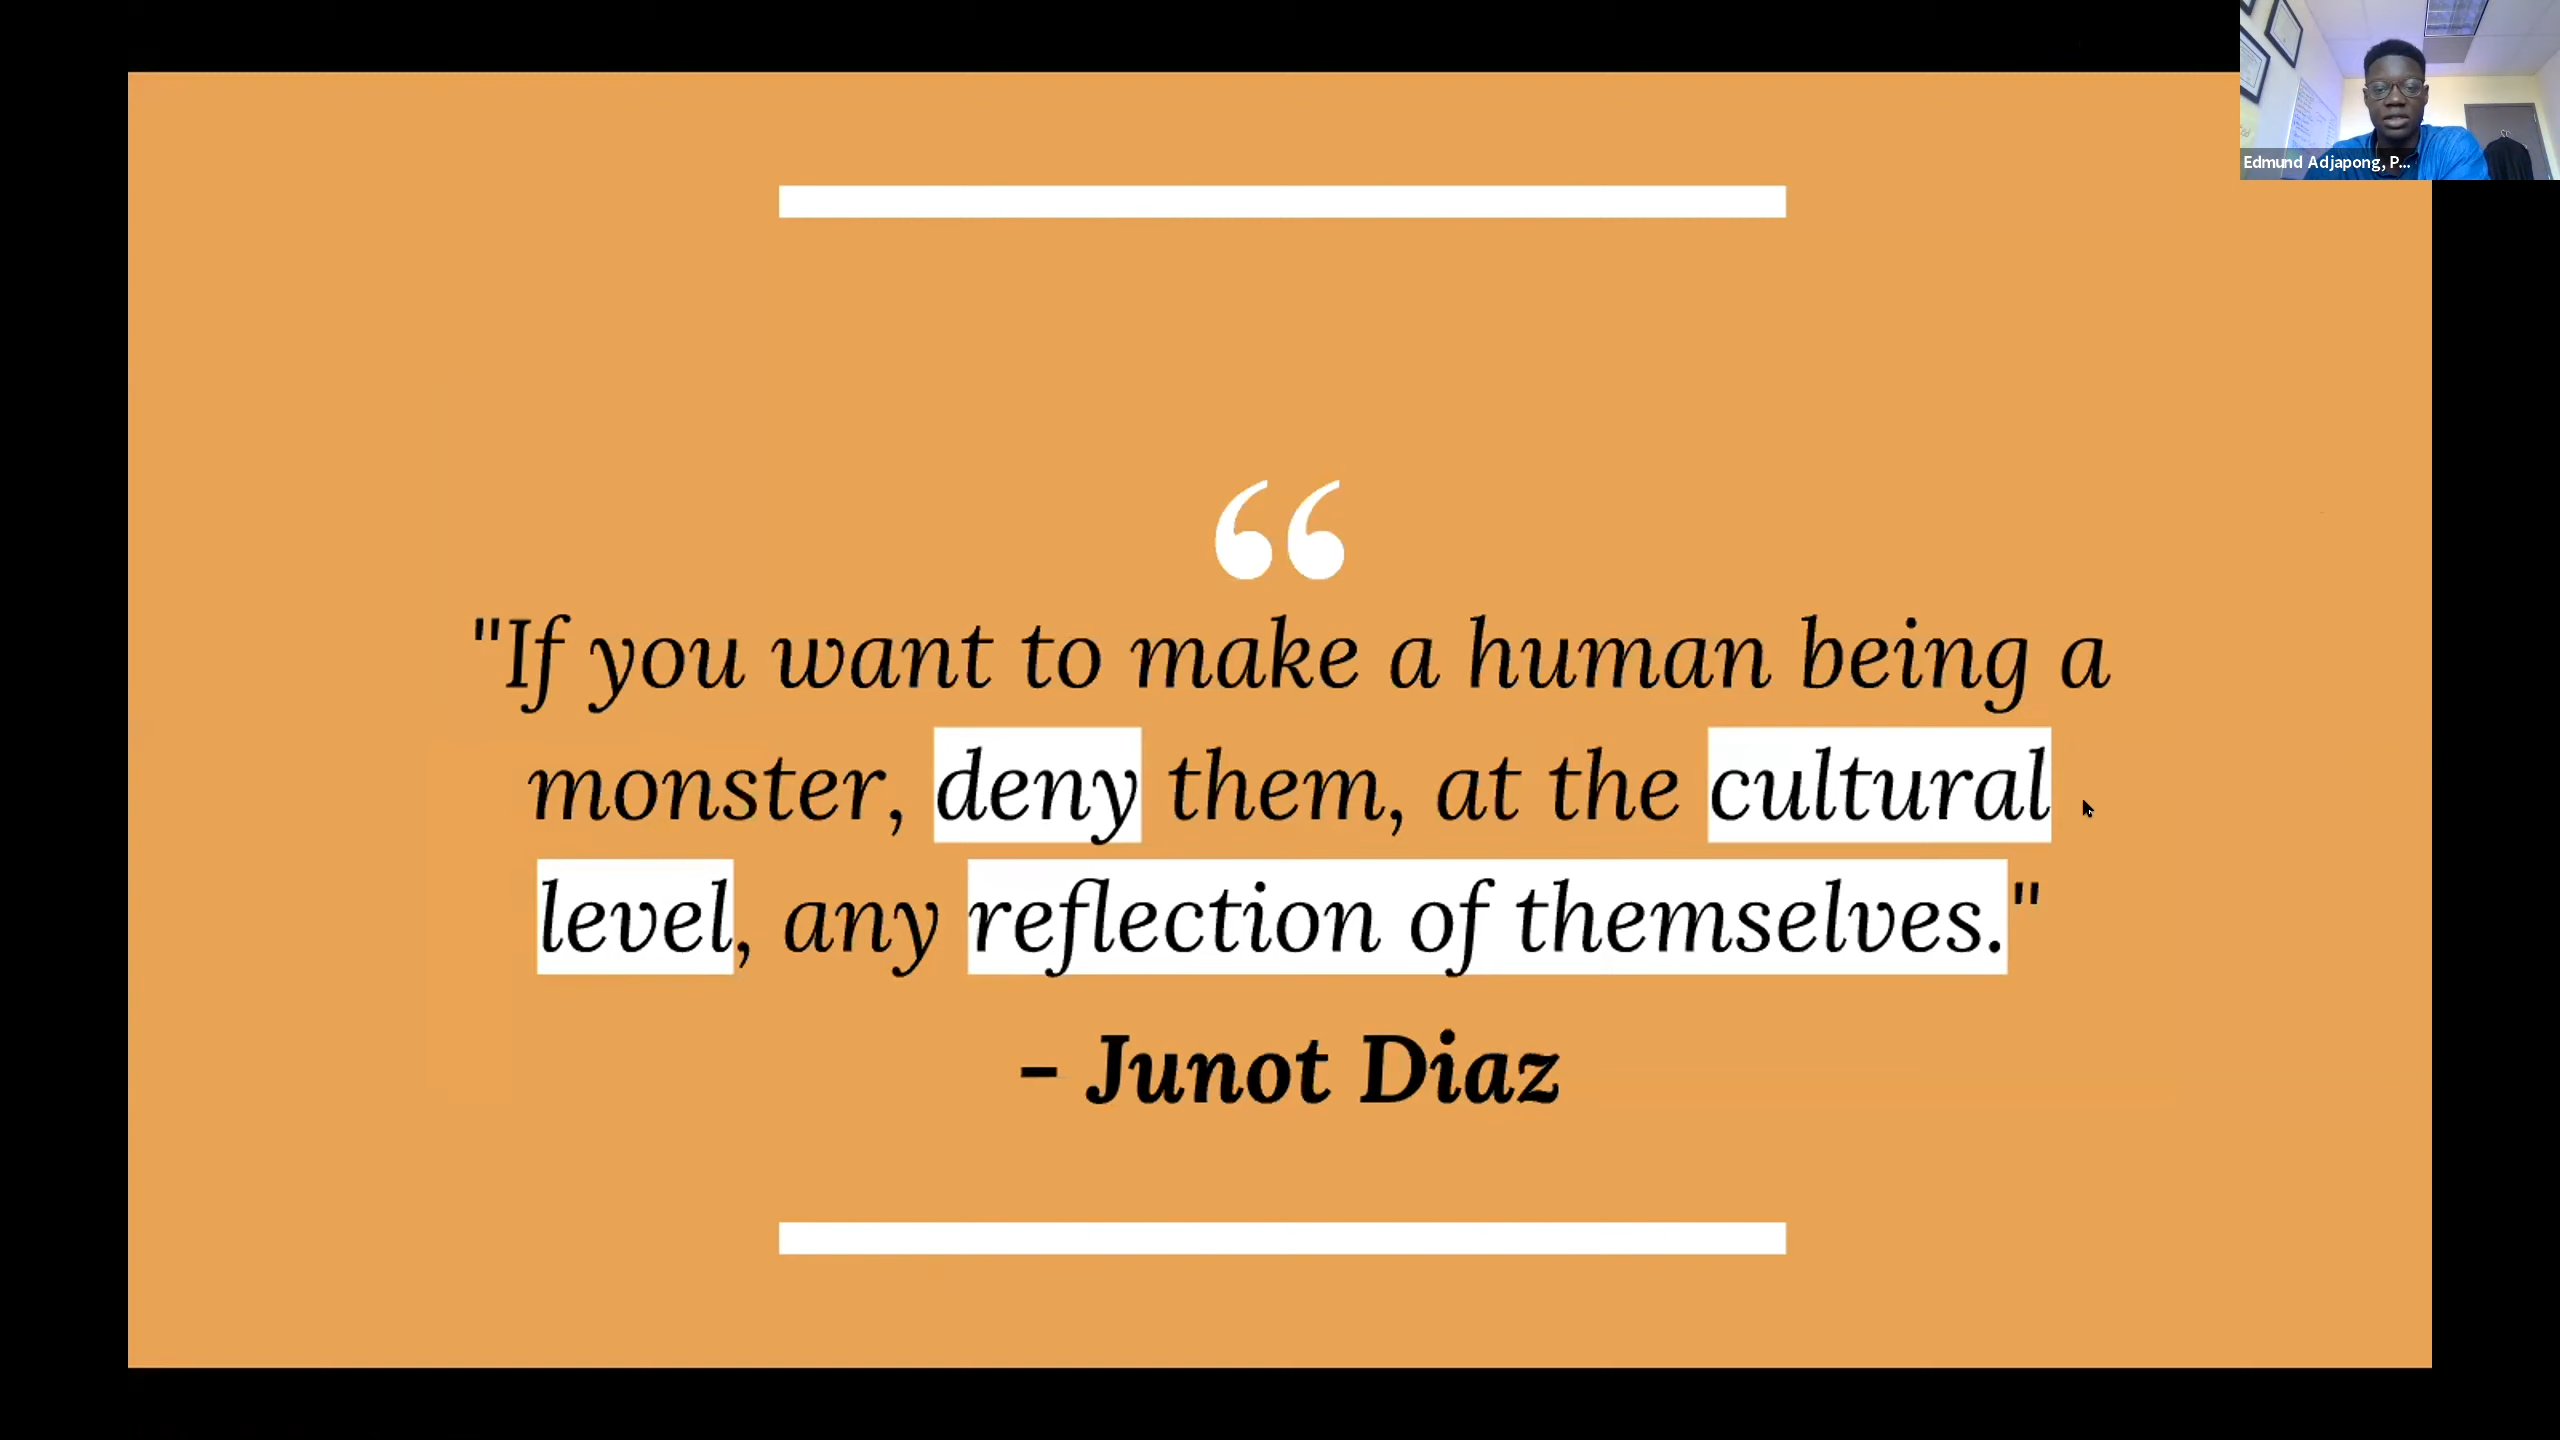 Edmund Adjapong, P...
“
"If you want to make a human being a
monster, deny them, at the cultural
level, any reflection of themselves."
- Junot Diaz